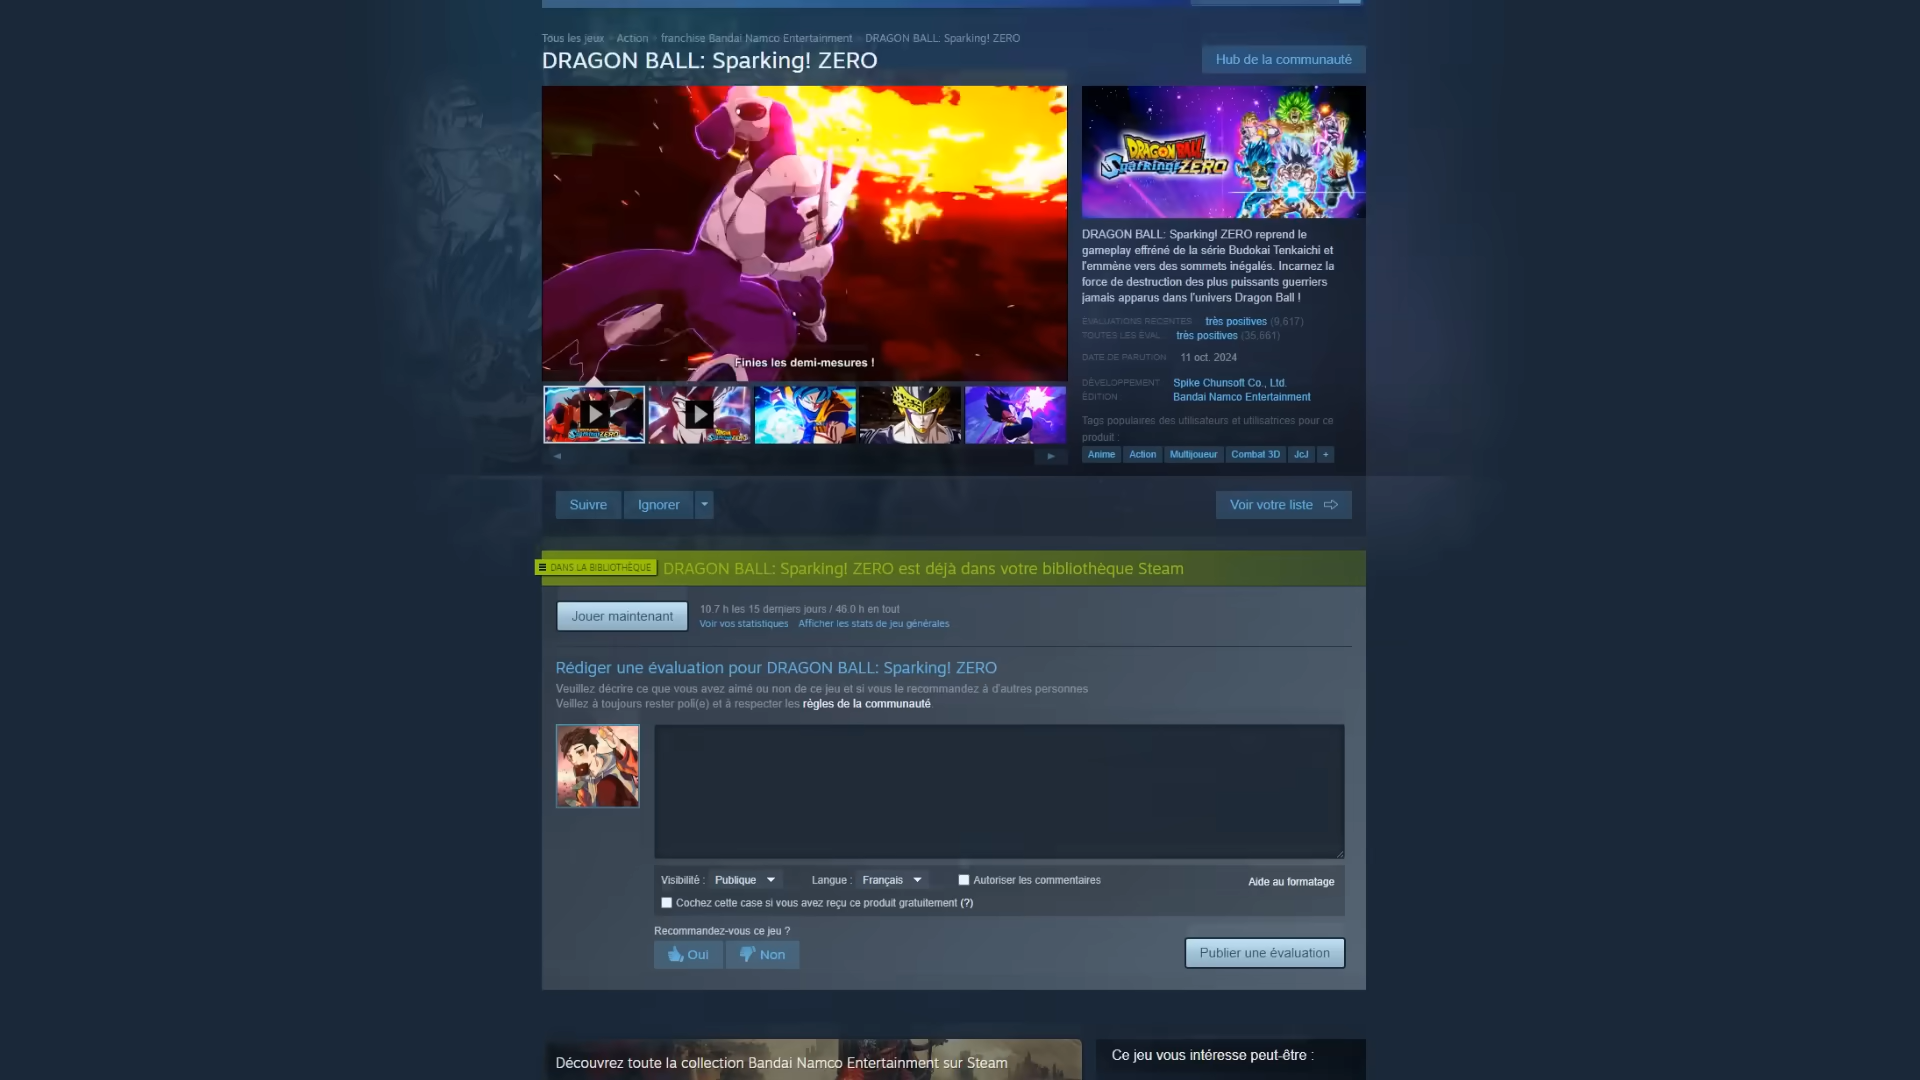 Tous les jeux > Action > franchise Bandai Namco Entertainment > DRAGON BALL: Sparking! ZERO
DRAGON BALL: Sparking! ZERO
Hub de la communauté
DRAGON BALL Sparking! ZERO
Finies les demi-mesures !
DRAGON BALL: Sparking! ZERO reprend le
gameplay effréné de la série Budokai Tenkaichi et
l'emmène vers des sommets inégalés. Incarnez la
force de destruction des plus puissants guerriers
jamais apparus dans l'univers Dragon Ball !
ÉVALUATIONS RÉCENTES : très positives (9,617)
TOUTES LES ÉVAL... très positives (35,661)
DATE DE PARUTION : 11 oct. 2024
DÉVELOPPEMENT : Spike Chunsoft Co., Ltd.
ÉDITION : Bandai Namco Entertainment
Tags populaires des utilisateurs et utilisatrices pour ce
produit :
Anime Action Multijoueur Combat 3D JcJ +
Suivre Ignorer
Voir votre liste
DANS LA BIBLIOTHÈQUE DRAGON BALL: Sparking! ZERO est déjà dans votre bibliothèque Steam
Jouer maintenant
10.7 h les 15 derniers jours / 46.0 h en tout
Voir vos statistiques Afficher les stats de jeu générales
Rédiger une évaluation pour DRAGON BALL: Sparking! ZERO
Veuillez décrire ce que vous avez aimé ou non de ce jeu et si vous le recommandez à d'autres personnes
Veillez à toujours rester poli(e) et à respecter les règles de la communauté
Visibilité : Publique Langue : Français Autoriser les commentaires Aide au formatage
Cochez cette case si vous avez reçu ce produit gratuitement (?)
Recommandez-vous ce jeu ?
Oui Non
Publier une évaluation
Découvrez toute la collection Bandai Namco Entertainment sur Steam
Ce jeu vous intéresse peut-être :